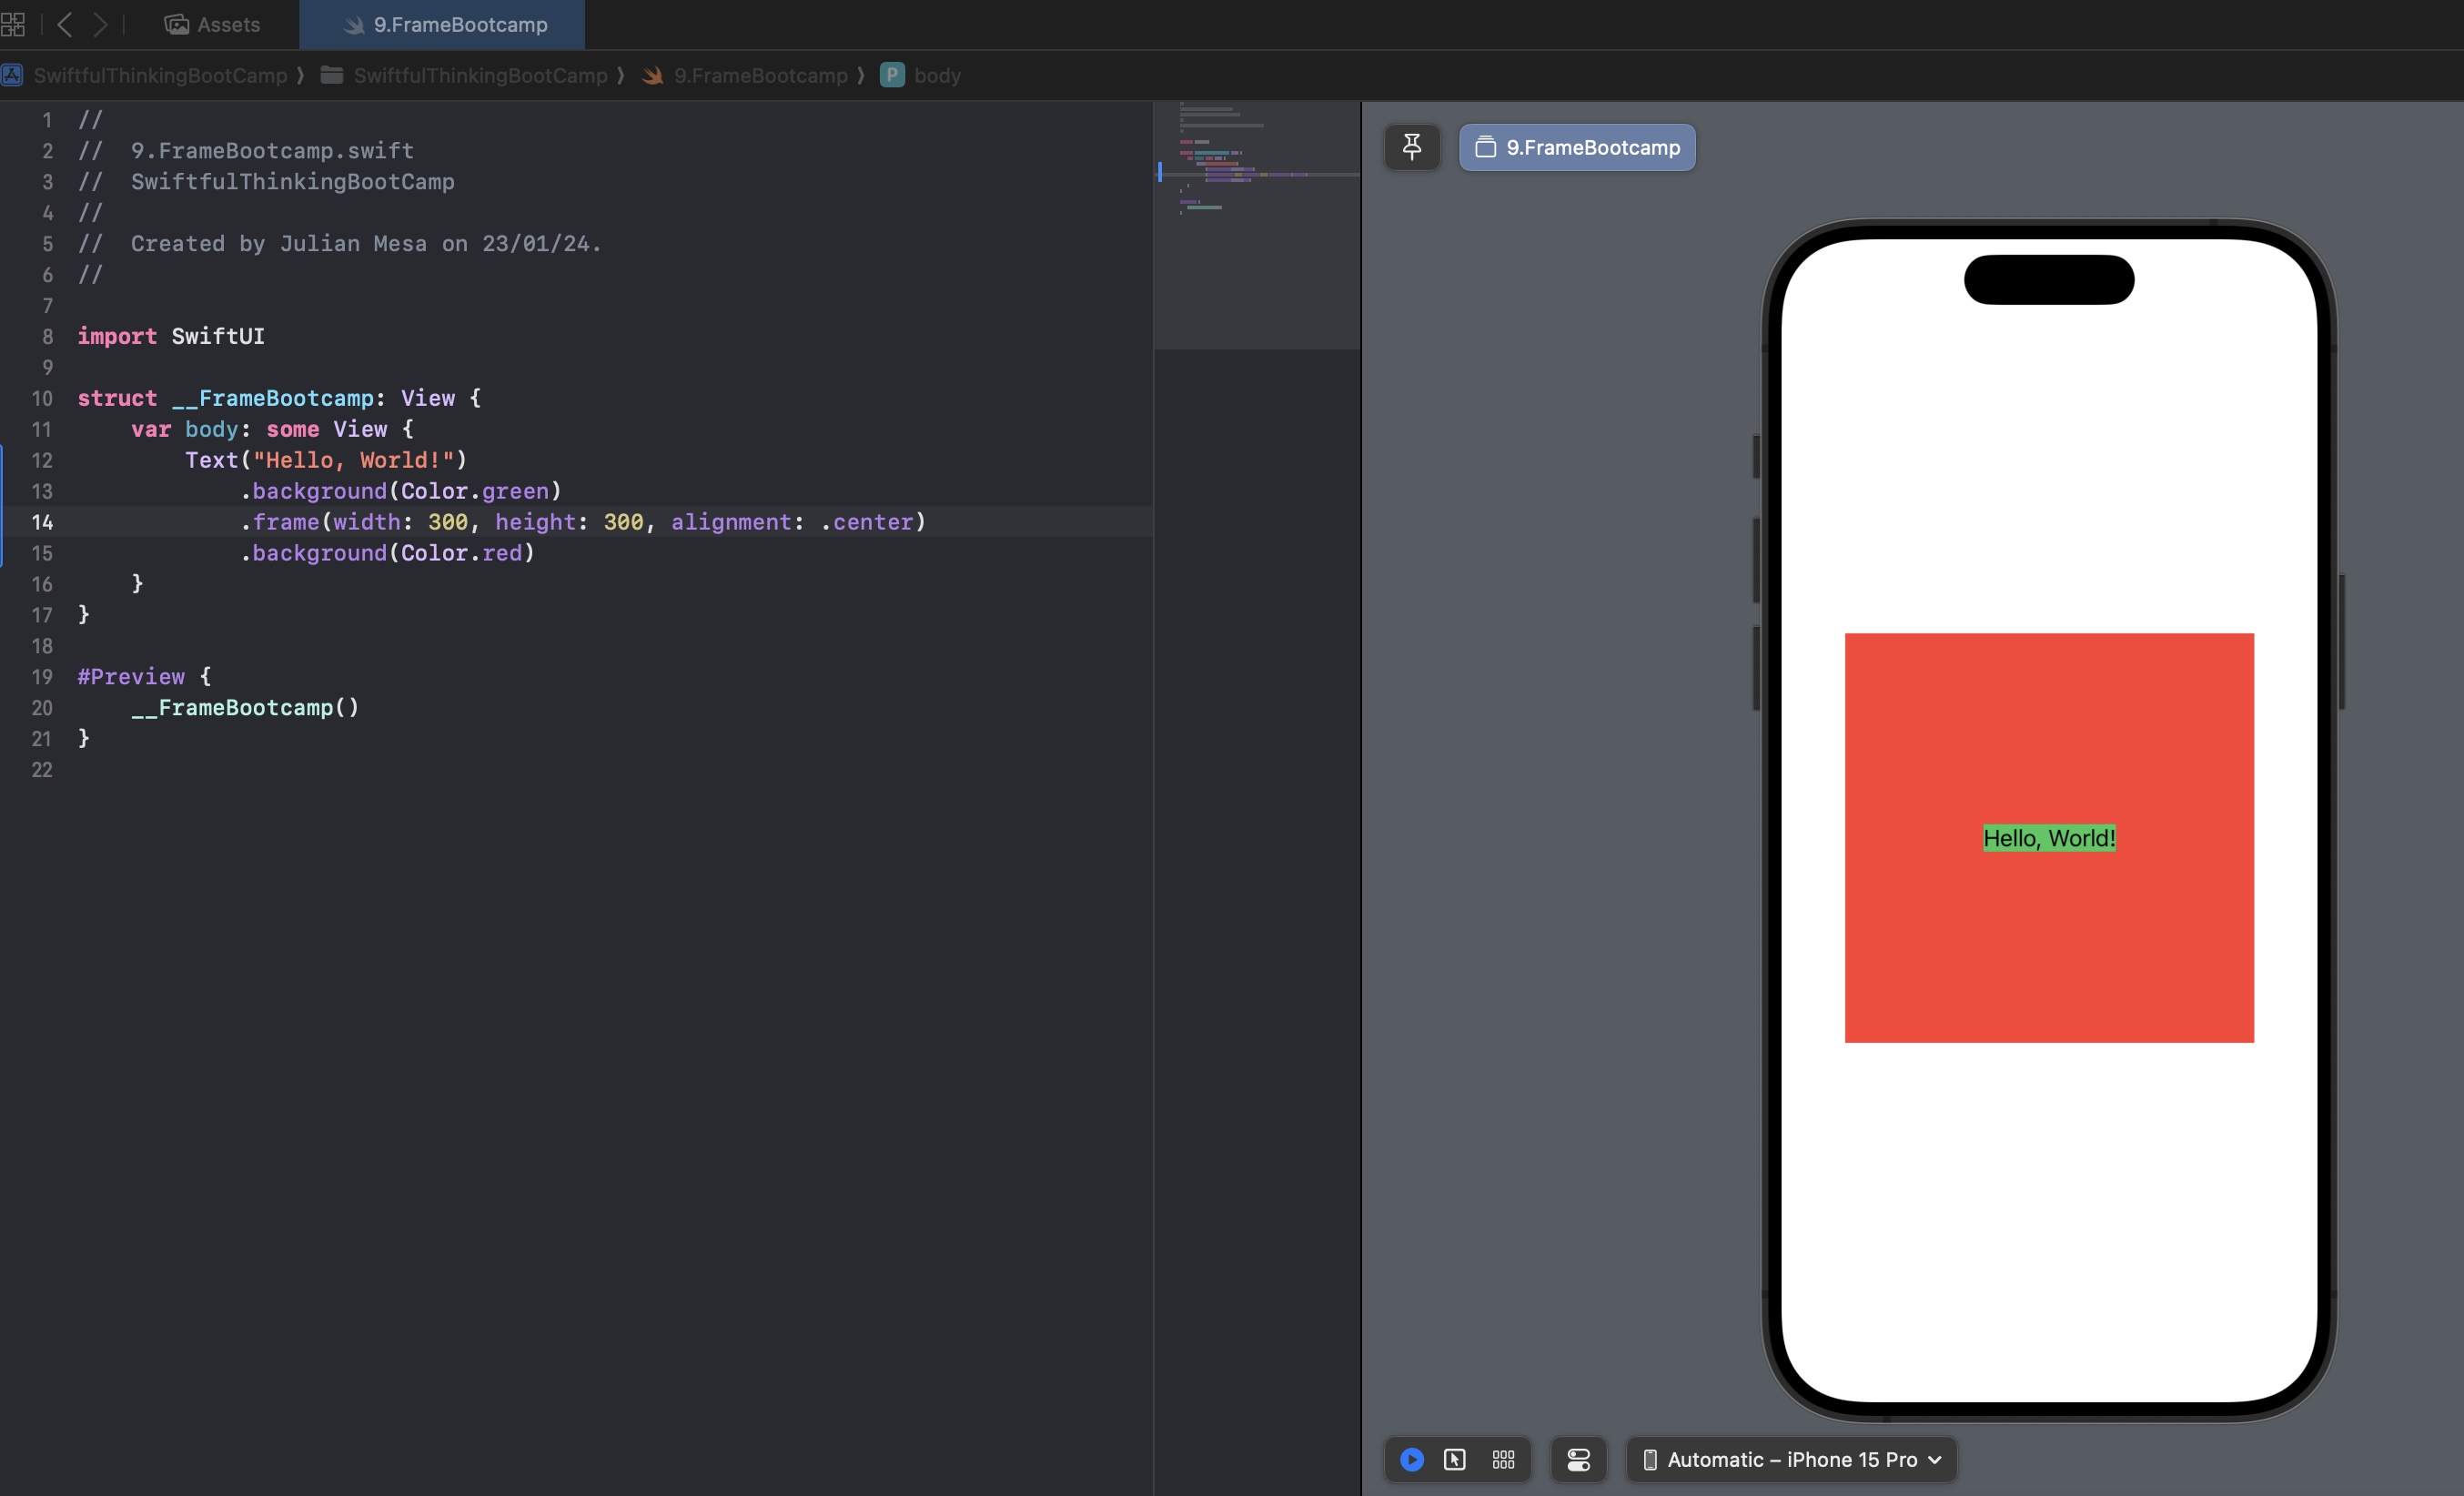 Assets
9.FrameBootcamp
SwiftfulThinkingBootCamp ⟩ SwiftfulThinkingBootCamp ⟩ 9.FrameBootcamp ⟩ P body
1 //
2 //  9.FrameBootcamp.swift
3 //  SwiftfulThinkingBootCamp
4 //
5 //  Created by Julian Mesa on 23/01/24.
6 //
7
8 import SwiftUI
9
10 struct __FrameBootcamp: View {
11     var body: some View {
12         Text("Hello, World!")
13             .background(Color.green)
14             .frame(width: 300, height: 300, alignment: .center)
15             .background(Color.red)
16     }
17 }
18
19 #Preview {
20     __FrameBootcamp()
21 }
22
9.FrameBootcamp
Hello, World!
Automatic – iPhone 15 Pro